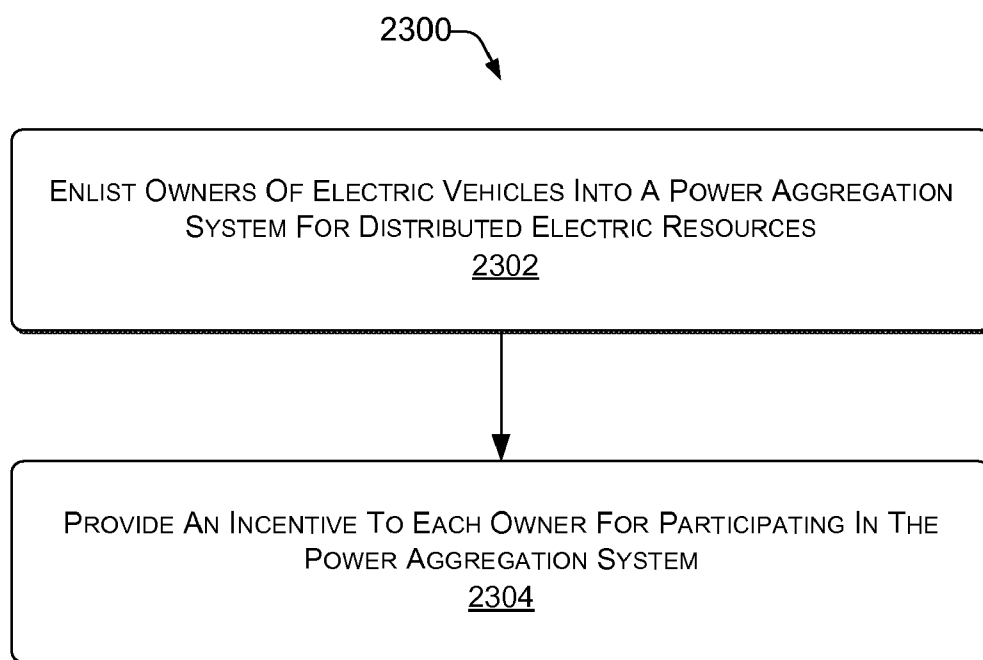 2300
ENLIST OWNERS OF ELECTRIC VEHICLES INTO A POWER AGGREGATION
SYSTEM FOR DISTRIBUTED ELECTRIC RESOURCES
2302
PROVIDE AN INCENTIVE TO EACH OWNER FOR PARTICIPATING IN THE
POWER AGGREGATION SYSTEM
2304